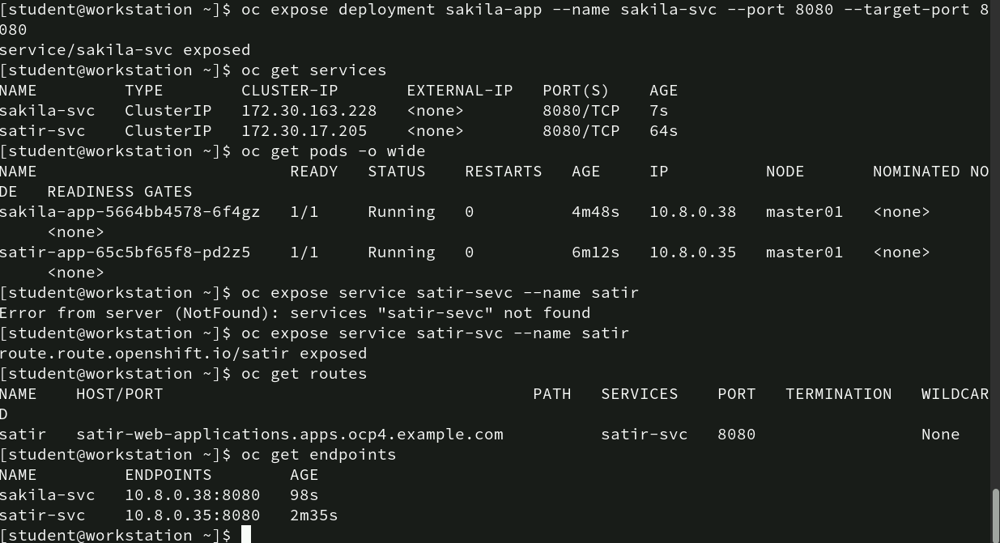 [student@workstation ~]$ oc expose deployment sakila-app --name sakila-svc --port 8080 --target-port 8
080
service/sakila-svc exposed
[student@workstation ~]$ oc get services
NAME         TYPE        CLUSTER-IP       EXTERNAL-IP   PORT(S)    AGE
sakila-svc   ClusterIP   172.30.163.228   <none>        8080/TCP   7s
satir-svc    ClusterIP   172.30.17.205    <none>        8080/TCP   64s
[student@workstation ~]$ oc get pods -o wide
NAME                          READY   STATUS    RESTARTS   AGE     IP          NODE       NOMINATED NO
DE   READINESS GATES
sakila-app-5664bb4578-6f4gz   1/1     Running   0          4m48s   10.8.0.38   master01   <none>
     <none>
satir-app-65c5bf65f8-pd2z5    1/1     Running   0          6m12s   10.8.0.35   master01   <none>
     <none>
[student@workstation ~]$ oc expose service satir-sevc --name satir
Error from server (NotFound): services "satir-sevc" not found
[student@workstation ~]$ oc expose service satir-svc --name satir
route.route.openshift.io/satir exposed
[student@workstation ~]$ oc get routes
NAME    HOST/PORT                                      PATH   SERVICES    PORT   TERMINATION   WILDCAR
D
satir   satir-web-applications.apps.ocp4.example.com          satir-svc   8080                 None
[student@workstation ~]$ oc get endpoints
NAME         ENDPOINTS        AGE
sakila-svc   10.8.0.38:8080   98s
satir-svc    10.8.0.35:8080   2m35s
[student@workstation ~]$